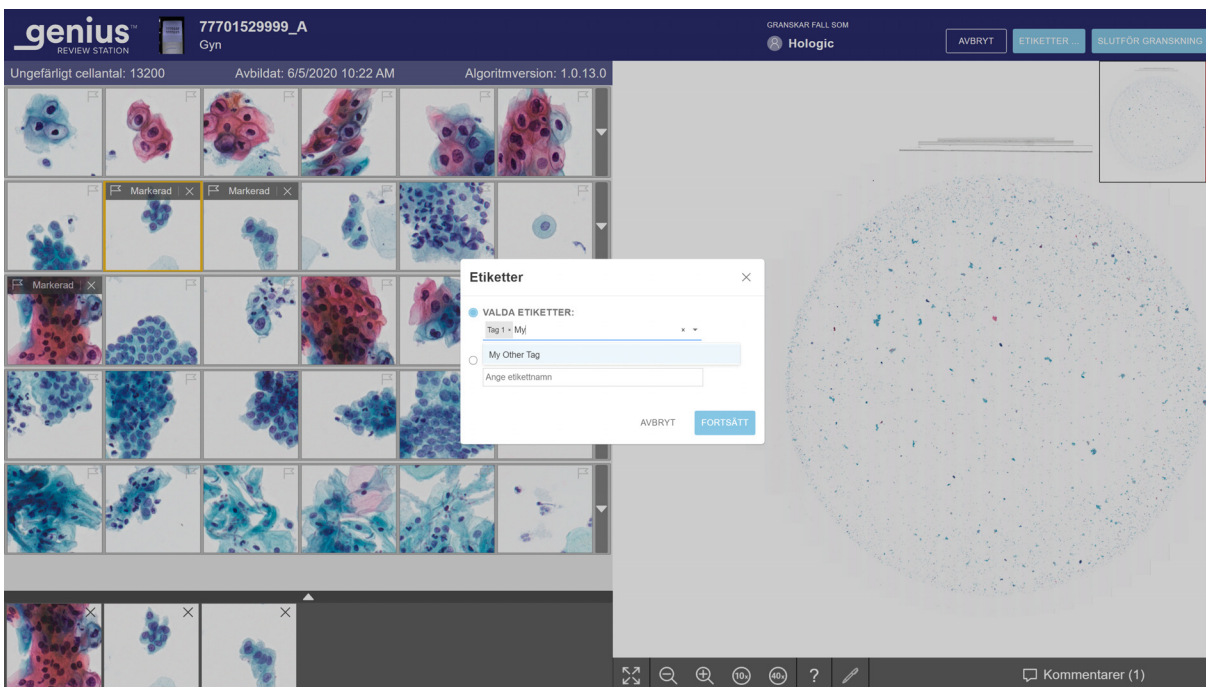 genius™
REVIEW STATION
77701529999_A
Gyn
GRANSKAR FALL SOM
Hologic
AVBRYT
ETIKETTER ...
SLUTFÖR GRANSKNING
Ungefärligt cellantal: 13200
Avbildat: 6/5/2020 10:22 AM
Algoritmversion: 1.0.13.0
Markerad
Markerad
Markerad
Etiketter
VALDA ETIKETTER:
Tag 1 × My
My Other Tag
Ange etikettnamn
AVBRYT
FORTSÄTT
10x
40x
?
Kommentarer (1)